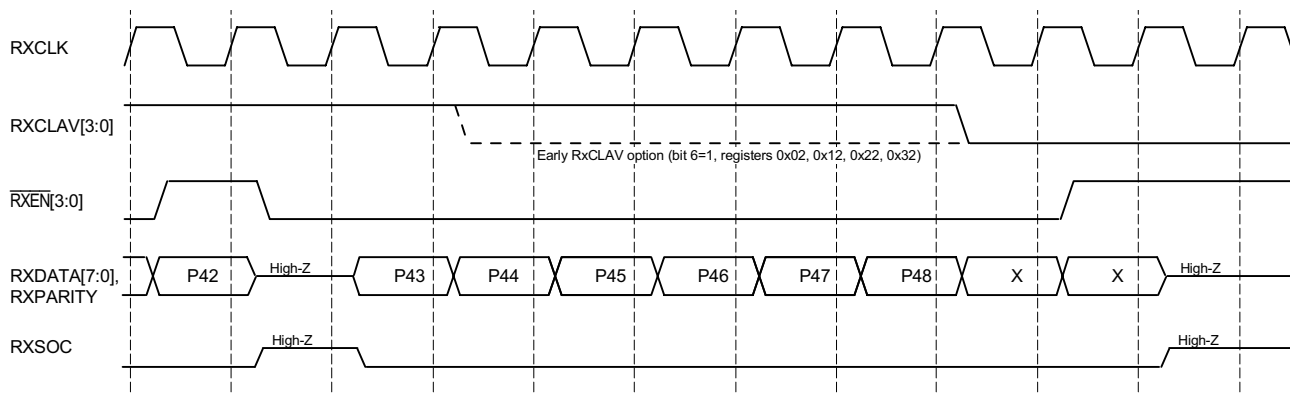 RXCLK
RXCLAV[3:0]
Early RxCLAV option (bit 6=1, registers 0x02, 0x12, 0x22, 0x32)
RXEN[3:0]
RXDATA[7:0],
RXPARITY
P42
High-Z
P43
P44
P45
P46
P47
P48
X
X
High-Z
RXSOC
High-Z
High-Z